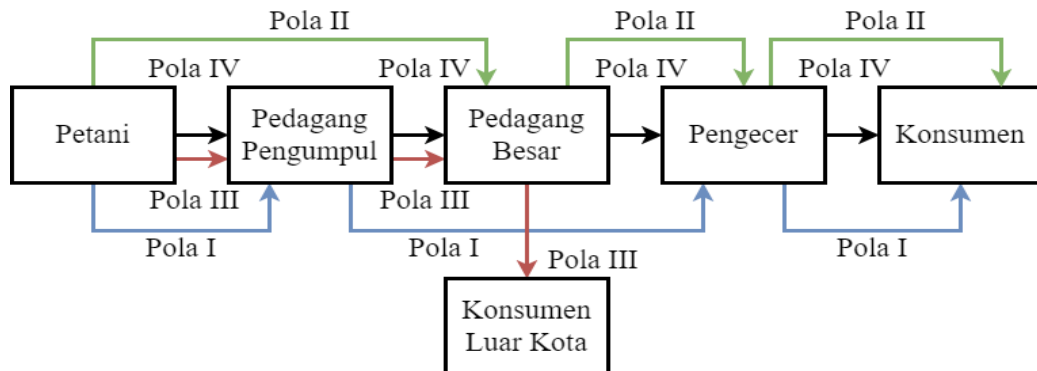 Pola II
Pola II
Pola II
Pola IV
Pola IV
Pola IV
Pola IV
Petani
Pedagang
Pengumpul
Pedagang
Besar
Pengecer
Konsumen
Pola III
Pola III
Pola I
Pola I
Pola I
Pola III
Konsumen
Luar Kota